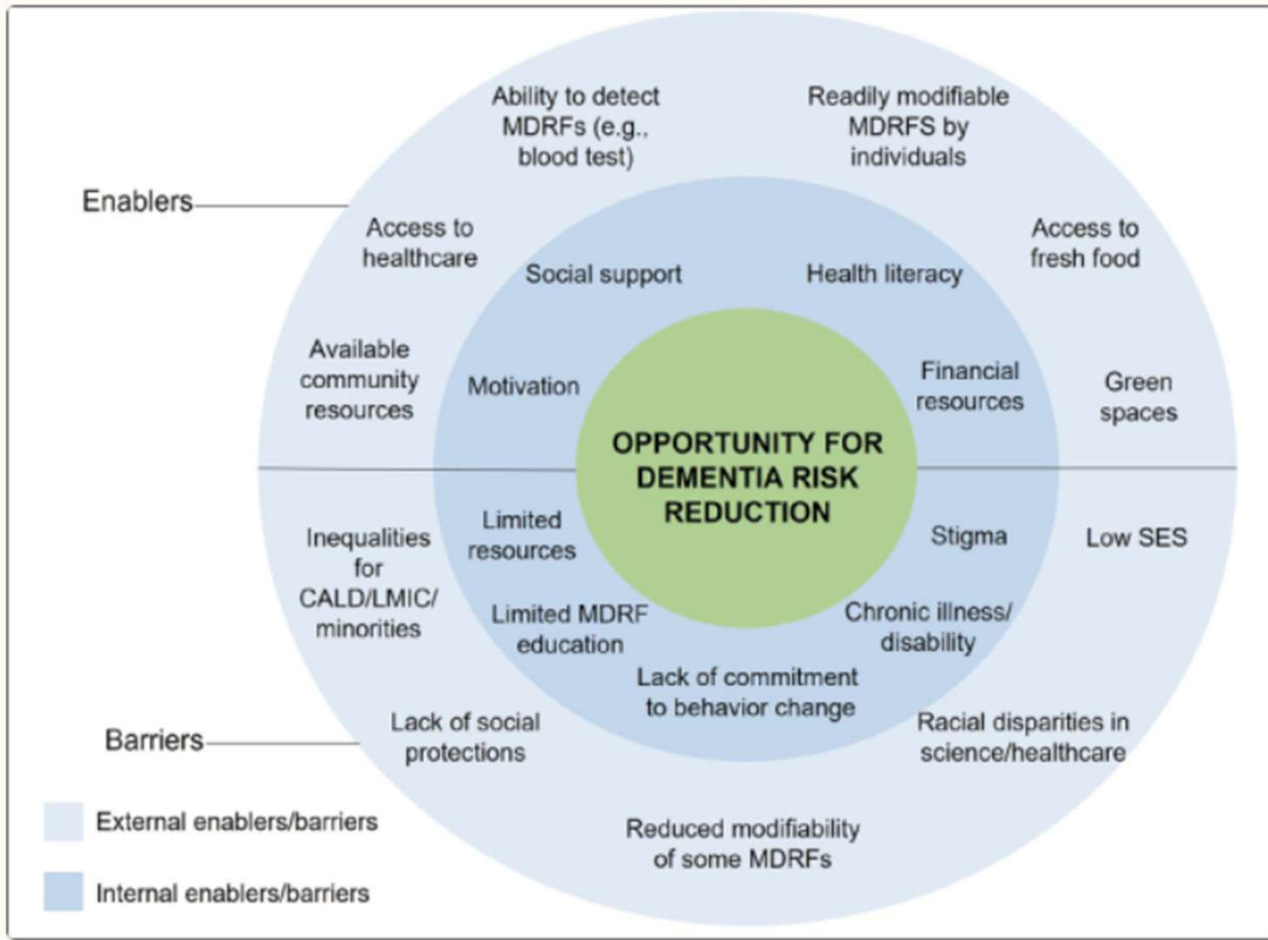 Ability to detect
MDRFs (e.g.,
blood test)
Readily modifiable
MDRFS by
individuals
Enablers
Access to
healthcare
Social support
Health literacy
Access to
fresh food
Available
community
resources
Motivation
Financial
resources
Green
spaces
OPPORTUNITY FOR
DEMENTIA RISK
REDUCTION
Inequalities
for
CALD/LMIC/
minorities
Limited
resources
Stigma
Low SES
Limited MDRF
education
Chronic illness/
disability
Lack of commitment
to behavior change
Barriers
Lack of social
protections
Racial disparities in
science/healthcare
Reduced modifiability
of some MDRFs
External enablers/barriers
Internal enablers/barriers